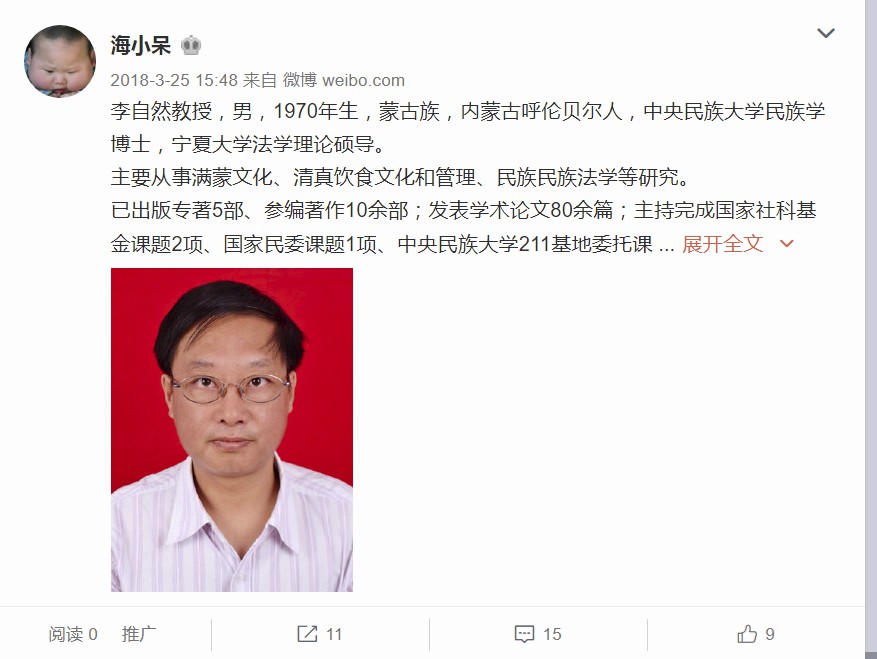 海小呆
2018-3-25 15:48 来自 微博 weibo.com
李自然教授，男，1970年生，蒙古族，内蒙古呼伦贝尔人，中央民族大学民族学
博士，宁夏大学法学理论硕导。
主要从事满蒙文化、清真饮食文化和管理、民族民族法学等研究。
已出版专著5部、参编著作10余部；发表学术论文80余篇；主持完成国家社科基
金课题2项、国家民委课题1项、中央民族大学211基地委托课 ... 展开全文
阅读 0 推广 11 15 9